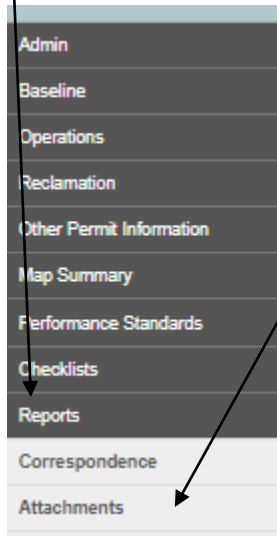 Admin
Baseline
Operations
Reclamation
Other Permit Information
Map Summary
Performance Standards
Checklists
Reports
Correspondence
Attachments